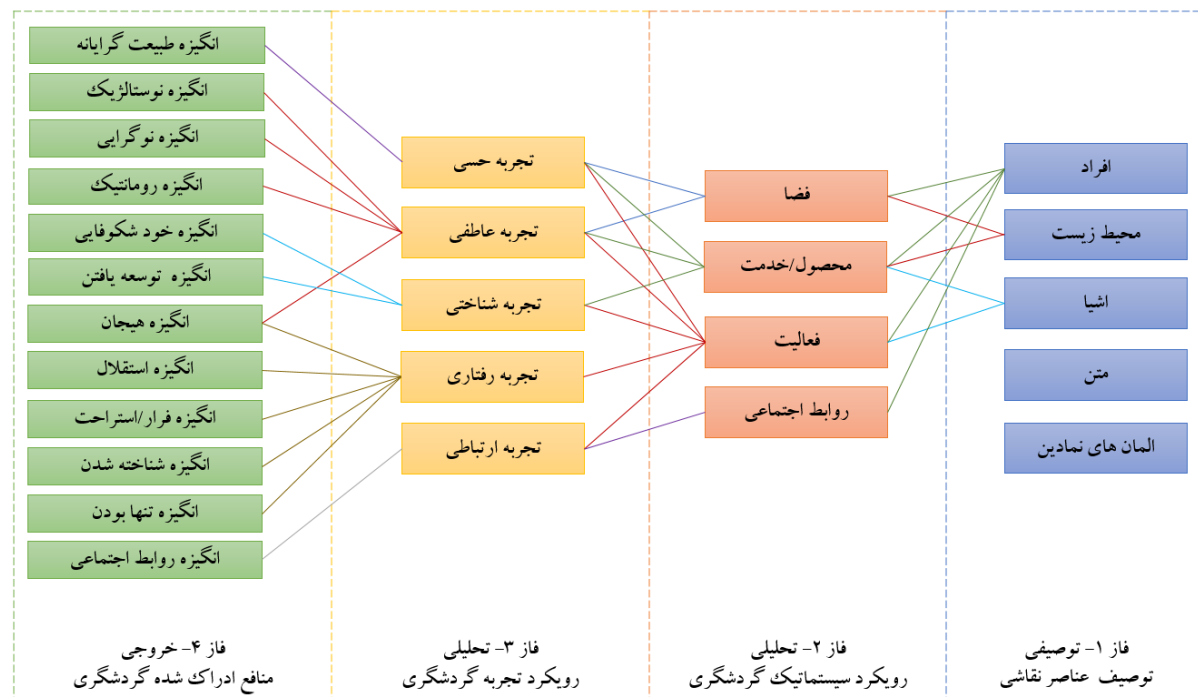 افراد
محیط زیست
اشیا
متن
المان های نمادین
فضا
محصول/خدمت
فعالیت
روابط اجتماعی
تجربه حسی
تجربه عاطفی
تجربه شناختی
تجربه رفتاری
تجربه ارتباطی
انگیزه طبیعت گرایانه
انگیزه نوستالژیک
انگیزه نوگرایی
انگیزه رومانتیک
انگیزه خود شکوفایی
انگیزه توسعه یافتن
انگیزه هیجان
انگیزه استقلال
انگیزه فرار/استراحت
انگیزه شناخته شدن
انگیزه تنها بودن
انگیزه روابط اجتماعی
فاز ۱- توصیفی
توصیف عناصر نقاشی
فاز ۲- تحلیلی
رویکرد سیستماتیک گردشگری
فاز ۳- تحلیلی
رویکرد تجربه گردشگری
فاز ۴- خروجی
منافع ادراک شده گردشگری